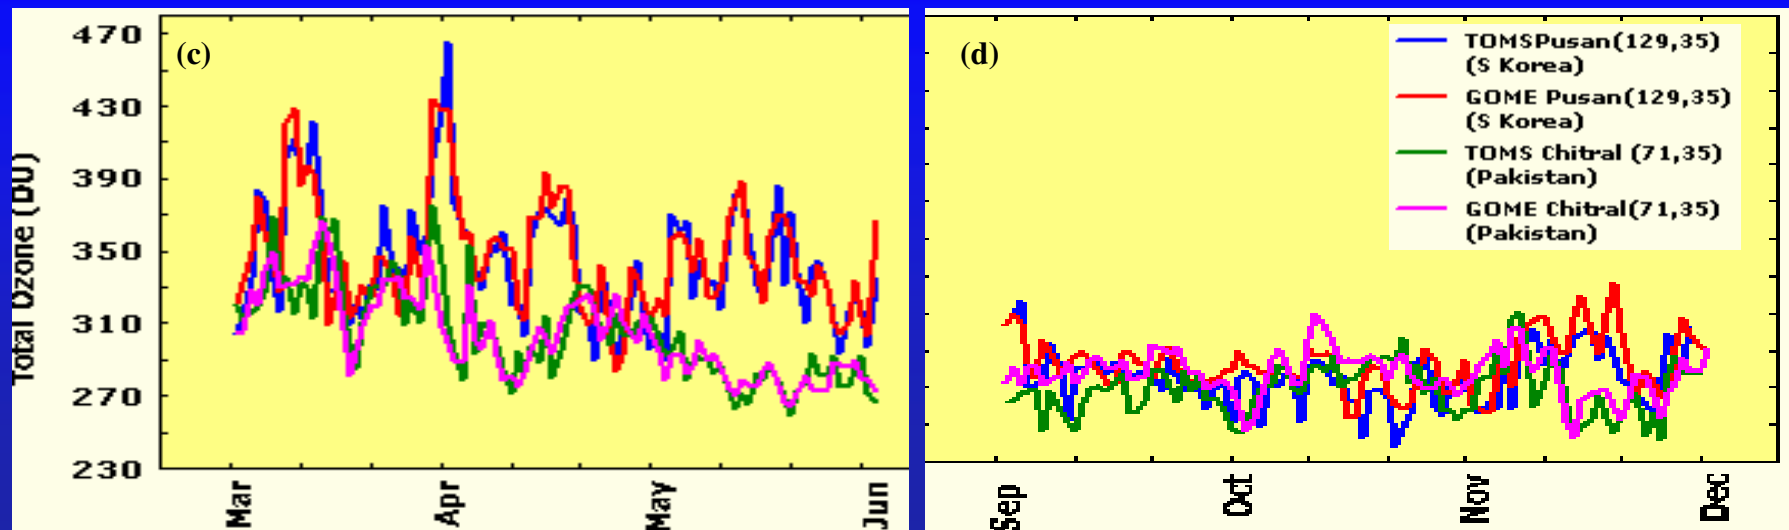 (c)
470
430
390
350
310
270
230
Total Ozone (DU)
Mar
Apr
May
Jun
(d)
TOMSPusan(129,35)
(S Korea)
GOME Pusan(129,35)
(S Korea)
TOMS Chitral (71,35)
(Pakistan)
GOME Chitral(71,35)
(Pakistan)
Sep
Oct
Nov
Dec